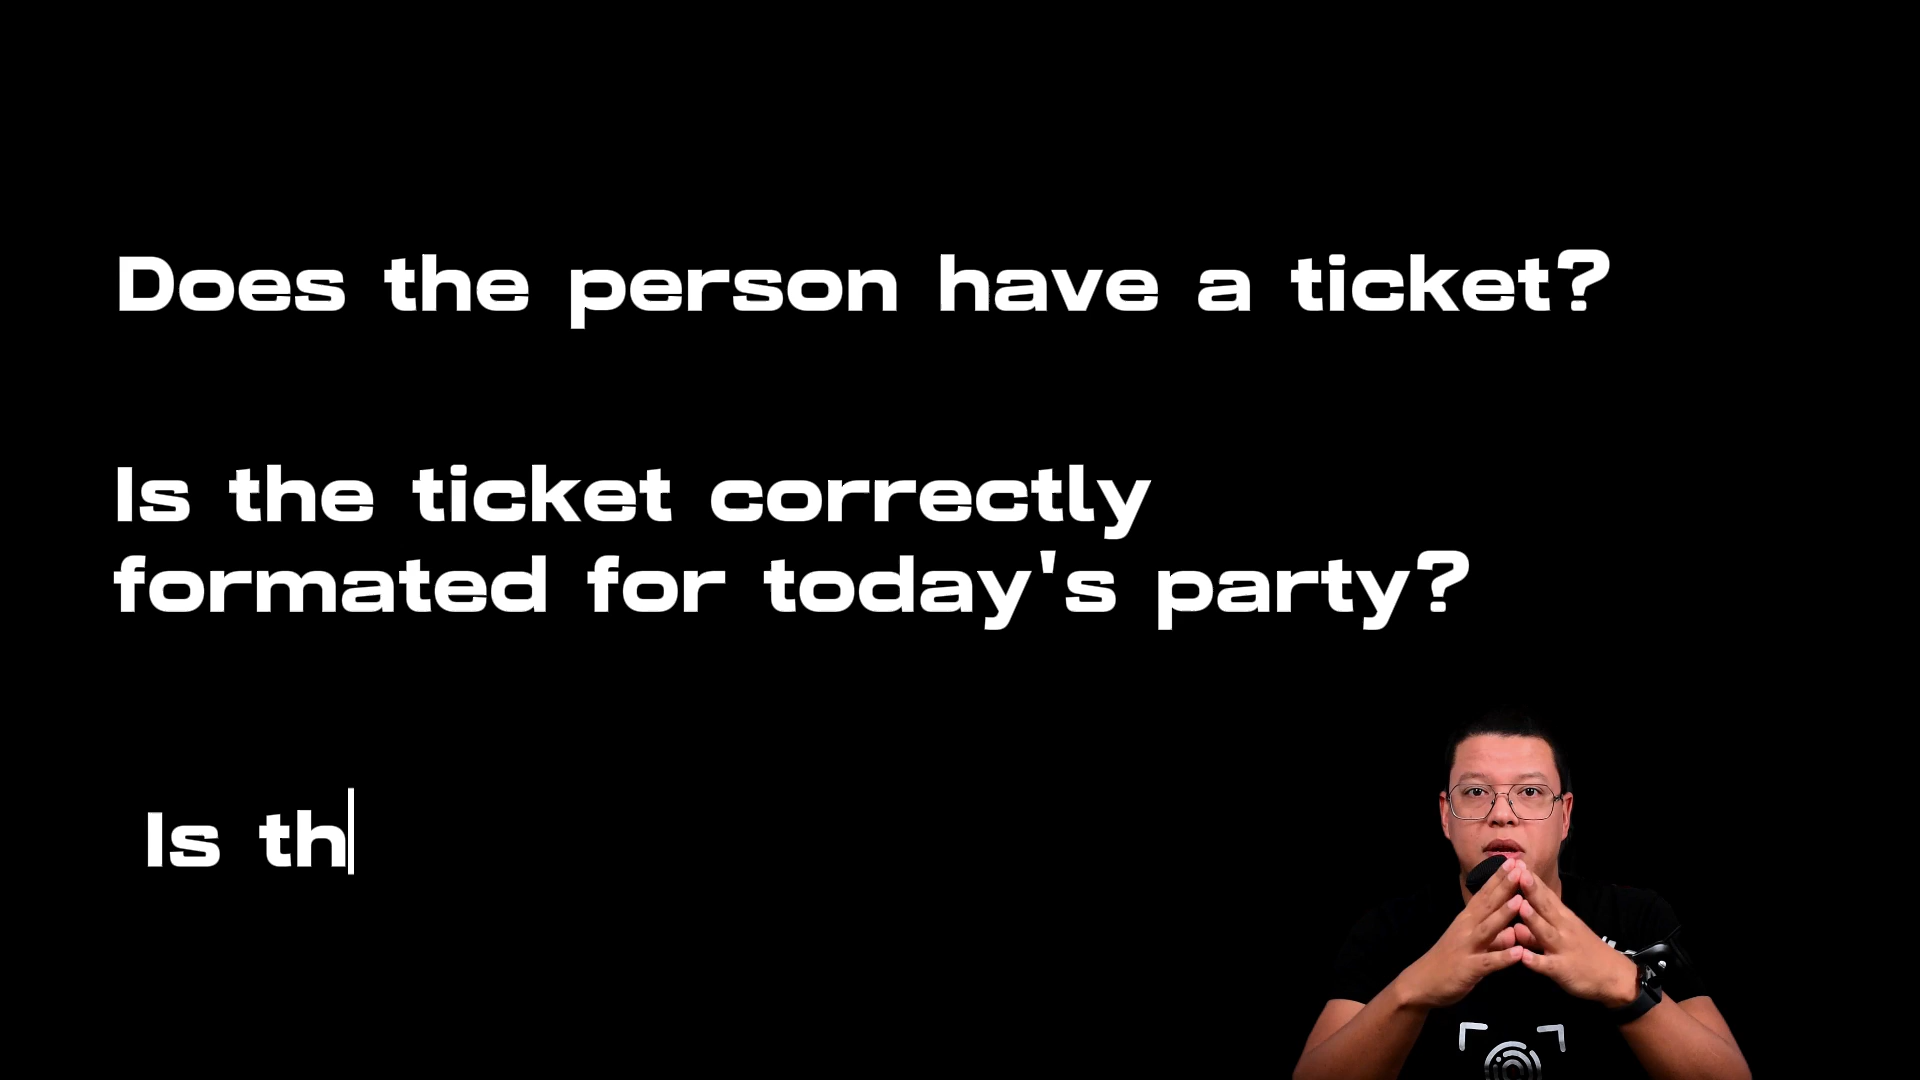 Does the person have a ticket?
Is the ticket correctly
formated for today's party?
Is th